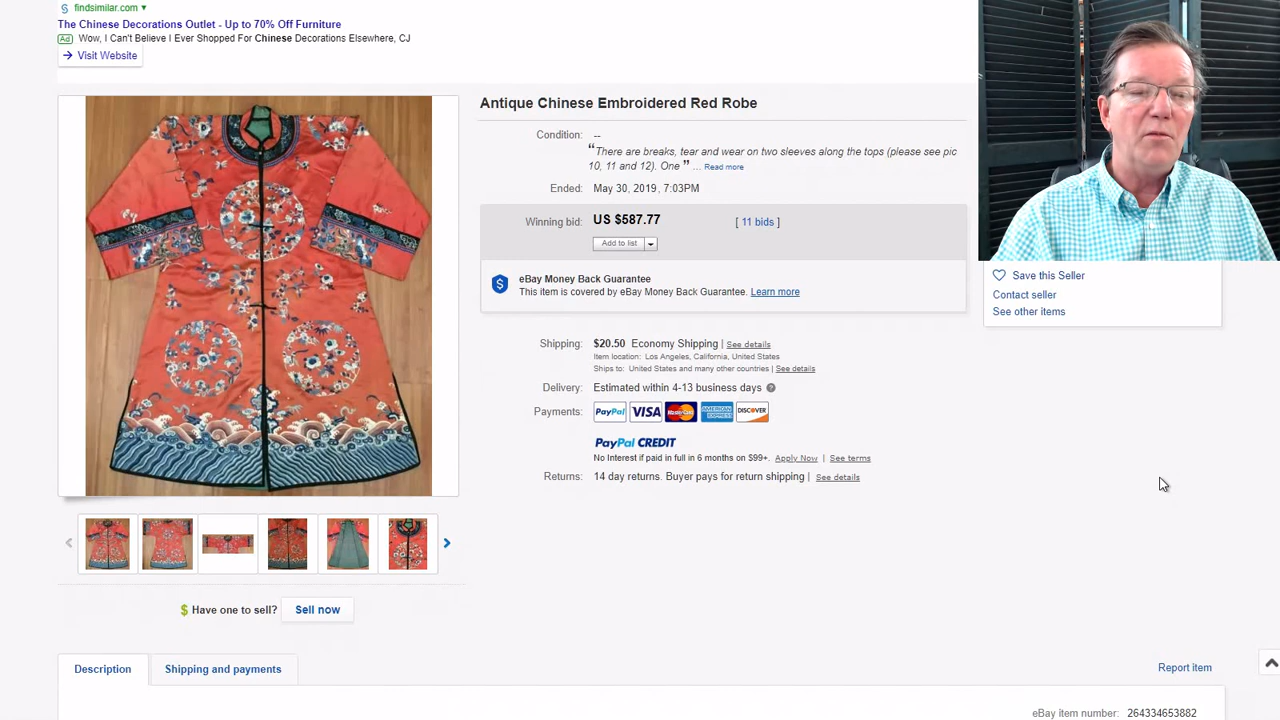 findsimilar.com
The Chinese Decorations Outlet - Up to 70% Off Furniture
Ad Wow, I Can't Believe I Ever Shopped For Chinese Decorations Elsewhere, CJ
Visit Website
Antique Chinese Embroidered Red Robe
Condition: --
“There are breaks, tear and wear on two sleeves along the tops (please see pic
10, 11 and 12). One ” ... Read more
Ended: May 30, 2019 , 7:03PM
Winning bid: US $587.77 [ 11 bids ]
Add to list
eBay Money Back Guarantee
This item is covered by eBay Money Back Guarantee. Learn more
Save this Seller
Contact seller
See other items
Shipping: $20.50 Economy Shipping | See details
Item location: Los Angeles, California, United States
Ships to: United States and many other countries | See details
Delivery: Estimated within 4-13 business days
Payments: PayPal VISA MasterCard AMERICAN EXPRESS DISCOVER
PayPal CREDIT
No Interest if paid in full in 6 months on $99+. Apply Now | See terms
Returns: 14 day returns. Buyer pays for return shipping | See details
$ Have one to sell? Sell now
Description Shipping and payments Report item
eBay item number: 264334653882